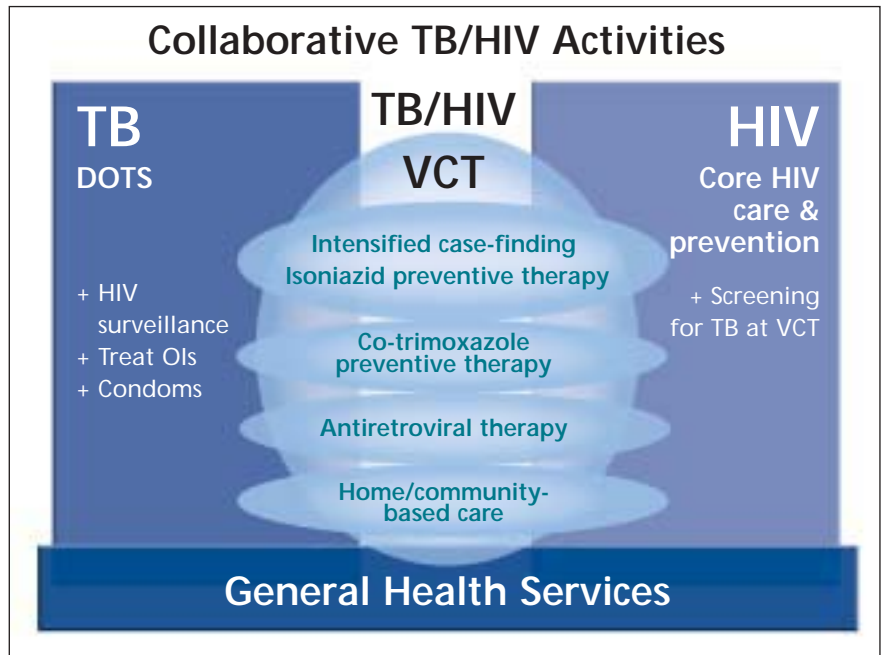 Collaborative TB/HIV Activities
TB
DOTS
+ HIV
surveillance
+ Treat OIs
+ Condoms
TB/HIV
VCT
Intensified case-finding
Isoniazid preventive therapy
Co-trimoxazole
preventive therapy
Antiretroviral therapy
Home/community-
based care
HIV
Core HIV
care &
prevention
+ Screening
for TB at VCT
General Health Services